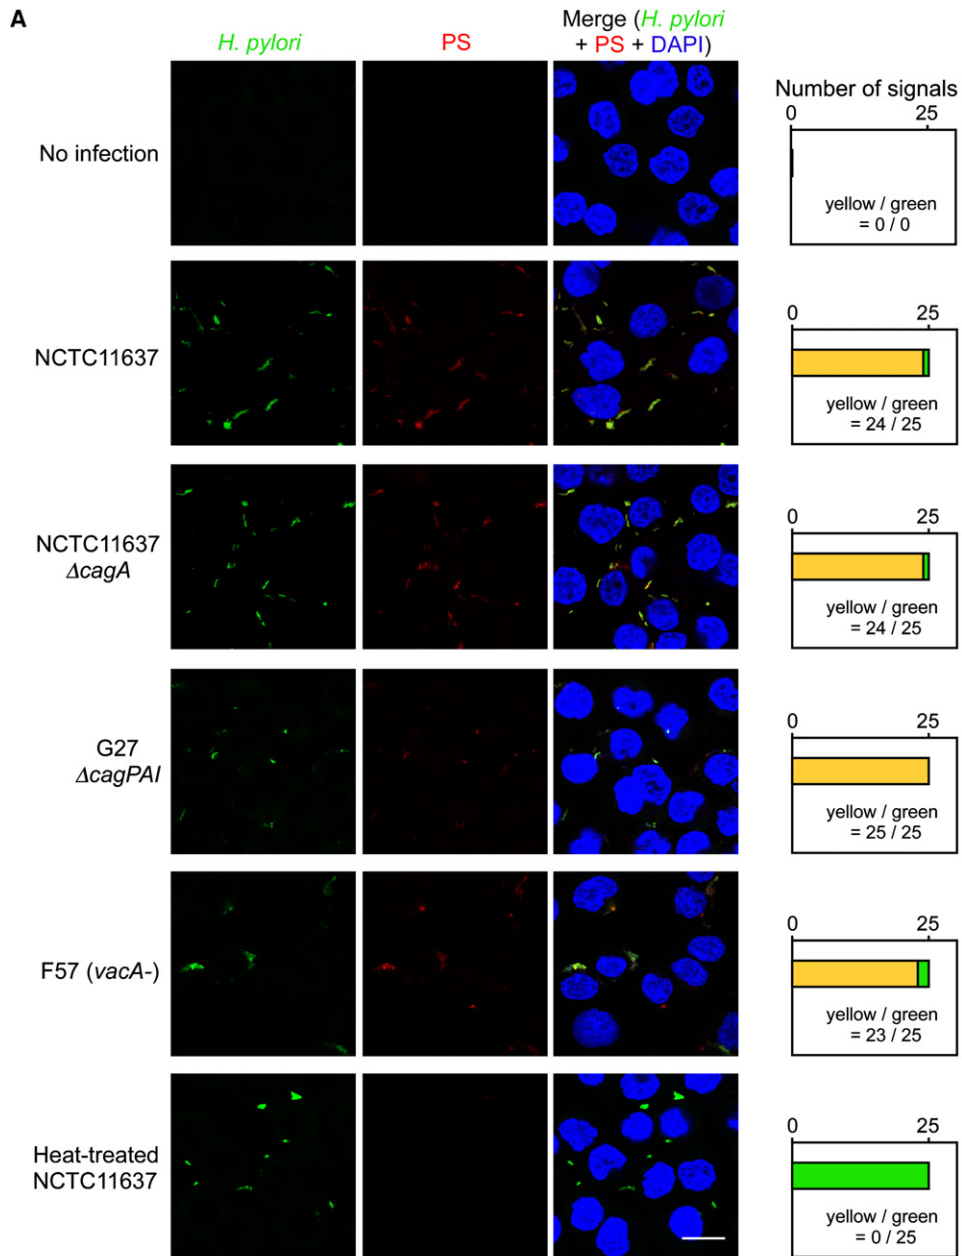 A
H. pylori
PS
Merge (H. pylori
+ PS + DAPI)
Number of signals
No infection
0 25
yellow / green
= 0 / 0
NCTC11637
0 25
yellow / green
= 24 / 25
NCTC11637
ΔcagA
0 25
yellow / green
= 24 / 25
G27
ΔcagPAI
0 25
yellow / green
= 25 / 25
F57 (vacA-)
0 25
yellow / green
= 23 / 25
Heat-treated
NCTC11637
0 25
yellow / green
= 0 / 25